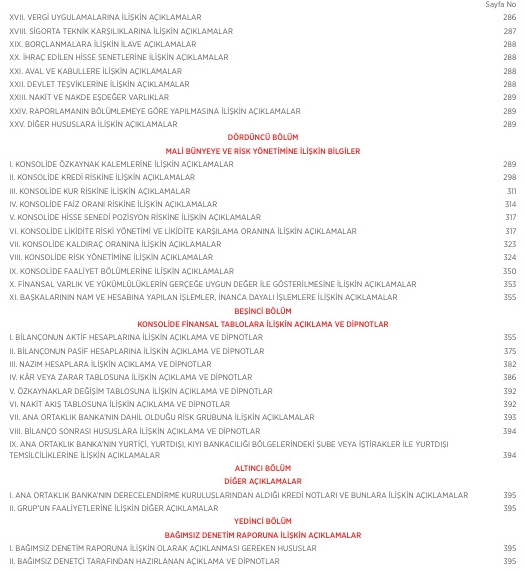 Sayfa No
XVII. VERGİ UYGULAMALARINA İLİŞKİN AÇIKLAMALAR 286
XVIII. SİGORTA TEKNİK KARŞILIKLARINA İLİŞKİN AÇIKLAMALAR 287
XIX. BORÇLANMALARA İLİŞKİN İLAVE AÇIKLAMALAR 288
XX. İHRAÇ EDİLEN HİSSE SENETLERİNE İLİŞKİN AÇIKLAMALAR 288
XXI. AVAL VE KABULLERE İLİŞKİN AÇIKLAMALAR 288
XXII. DEVLET TEŞVİKLERİNE İLİŞKİN AÇIKLAMALAR 288
XXIII. NAKİT VE NAKDE EŞDEĞER VARLIKLAR 289
XXIV. RAPORLAMANIN BÖLÜMLEMEYE GÖRE YAPILMASINA İLİŞKİN AÇIKLAMALAR 289
XXV. DİĞER HUSUSLARA İLİŞKİN AÇIKLAMALAR 289
DÖRDÜNCÜ BÖLÜM
MALİ BÜNYEYE VE RİSK YÖNETİMİNE İLİŞKİN BİLGİLER
I. KONSOLİDE ÖZKAYNAK KALEMLERİNE İLİŞKİN AÇIKLAMALAR 289
II. KONSOLİDE KREDİ RİSKİNE İLİŞKİN AÇIKLAMALAR 298
III. KONSOLİDE KUR RİSKİNE İLİŞKİN AÇIKLAMALAR 311
IV. KONSOLİDE FAİZ ORANI RİSKİNE İLİŞKİN AÇIKLAMALAR 314
V. KONSOLİDE HİSSE SENEDİ POZİSYON RİSKİNE İLİŞKİN AÇIKLAMALAR 317
VI. KONSOLİDE LİKİDİTE RİSKİ YÖNETİMİ VE LİKİDİTE KARŞILAMA ORANINA İLİŞKİN AÇIKLAMALAR 317
VII. KONSOLİDE KALDIRAÇ ORANINA İLİŞKİN AÇIKLAMALAR 323
VIII. KONSOLİDE RİSK YÖNETİMİNE İLİŞKİN AÇIKLAMALAR 324
IX. KONSOLİDE FAALİYET BÖLÜMLERİNE İLİŞKİN AÇIKLAMALAR 350
X. FİNANSAL VARLIK VE YÜKÜMLÜLÜKLERİN GERÇEĞE UYGUN DEĞER İLE GÖSTERİLMESİNE İLİŞKİN AÇIKLAMALAR 353
XI. BAŞKALARININ NAM VE HESABINA YAPILAN İŞLEMLER, İNANCA DAYALI İŞLEMLERE İLİŞKİN AÇIKLAMALAR 355
BEŞİNCİ BÖLÜM
KONSOLİDE FİNANSAL TABLOLARA İLİŞKİN AÇIKLAMA VE DİPNOTLAR
I. BİLANÇONUN AKTİF HESAPLARINA İLİŞKİN AÇIKLAMA VE DİPNOTLAR 355
II. BİLANÇONUN PASİF HESAPLARINA İLİŞKİN AÇIKLAMA VE DİPNOTLAR 375
III. NAZIM HESAPLARA İLİŞKİN AÇIKLAMA VE DİPNOTLAR 382
IV. KÂR VEYA ZARAR TABLOSUNA İLİŞKİN AÇIKLAMA VE DİPNOTLAR 386
V. ÖZKAYNAKLAR DEĞİŞİM TABLOSUNA İLİŞKİN AÇIKLAMA VE DİPNOTLAR 392
VI. NAKİT AKIŞ TABLOSUNA İLİŞKİN AÇIKLAMA VE DİPNOTLAR 392
VII. ANA ORTAKLIK BANKA'NIN DAHİL OLDUĞU RİSK GRUBUNA İLİŞKİN AÇIKLAMALAR 393
VIII. BİLANÇO SONRASI HUSUSLARA İLİŞKİN AÇIKLAMA VE DİPNOTLAR 394
IX. ANA ORTAKLIK BANKA'NIN YURTİÇİ, YURTDIŞI, KIYI BANKACILIĞI BÖLGELERİNDEKİ ŞUBE VEYA İŞTİRAKLER İLE YURTDIŞI
TEMSİLCİLİKLERİNE İLİŞKİN AÇIKLAMALAR 394
ALTINCI BÖLÜM
DİĞER AÇIKLAMALAR
I. ANA ORTAKLIK BANKA'NIN DERECELENDİRME KURULUŞLARINDAN ALDIĞI KREDİ NOTLARI VE BUNLARA İLİŞKİN AÇIKLAMALAR 395
II. GRUP'UN FAALİYETLERİNE İLİŞKİN DİĞER AÇIKLAMALAR 395
YEDİNCİ BÖLÜM
BAĞIMSIZ DENETİM RAPORUNA İLİŞKİN AÇIKLAMALAR
I. BAĞIMSIZ DENETİM RAPORUNA İLİŞKİN OLARAK AÇIKLANMASI GEREKEN HUSUSLAR 395
II. BAĞIMSIZ DENETÇİ TARAFINDAN HAZIRLANAN AÇIKLAMA VE DİPNOTLAR 395